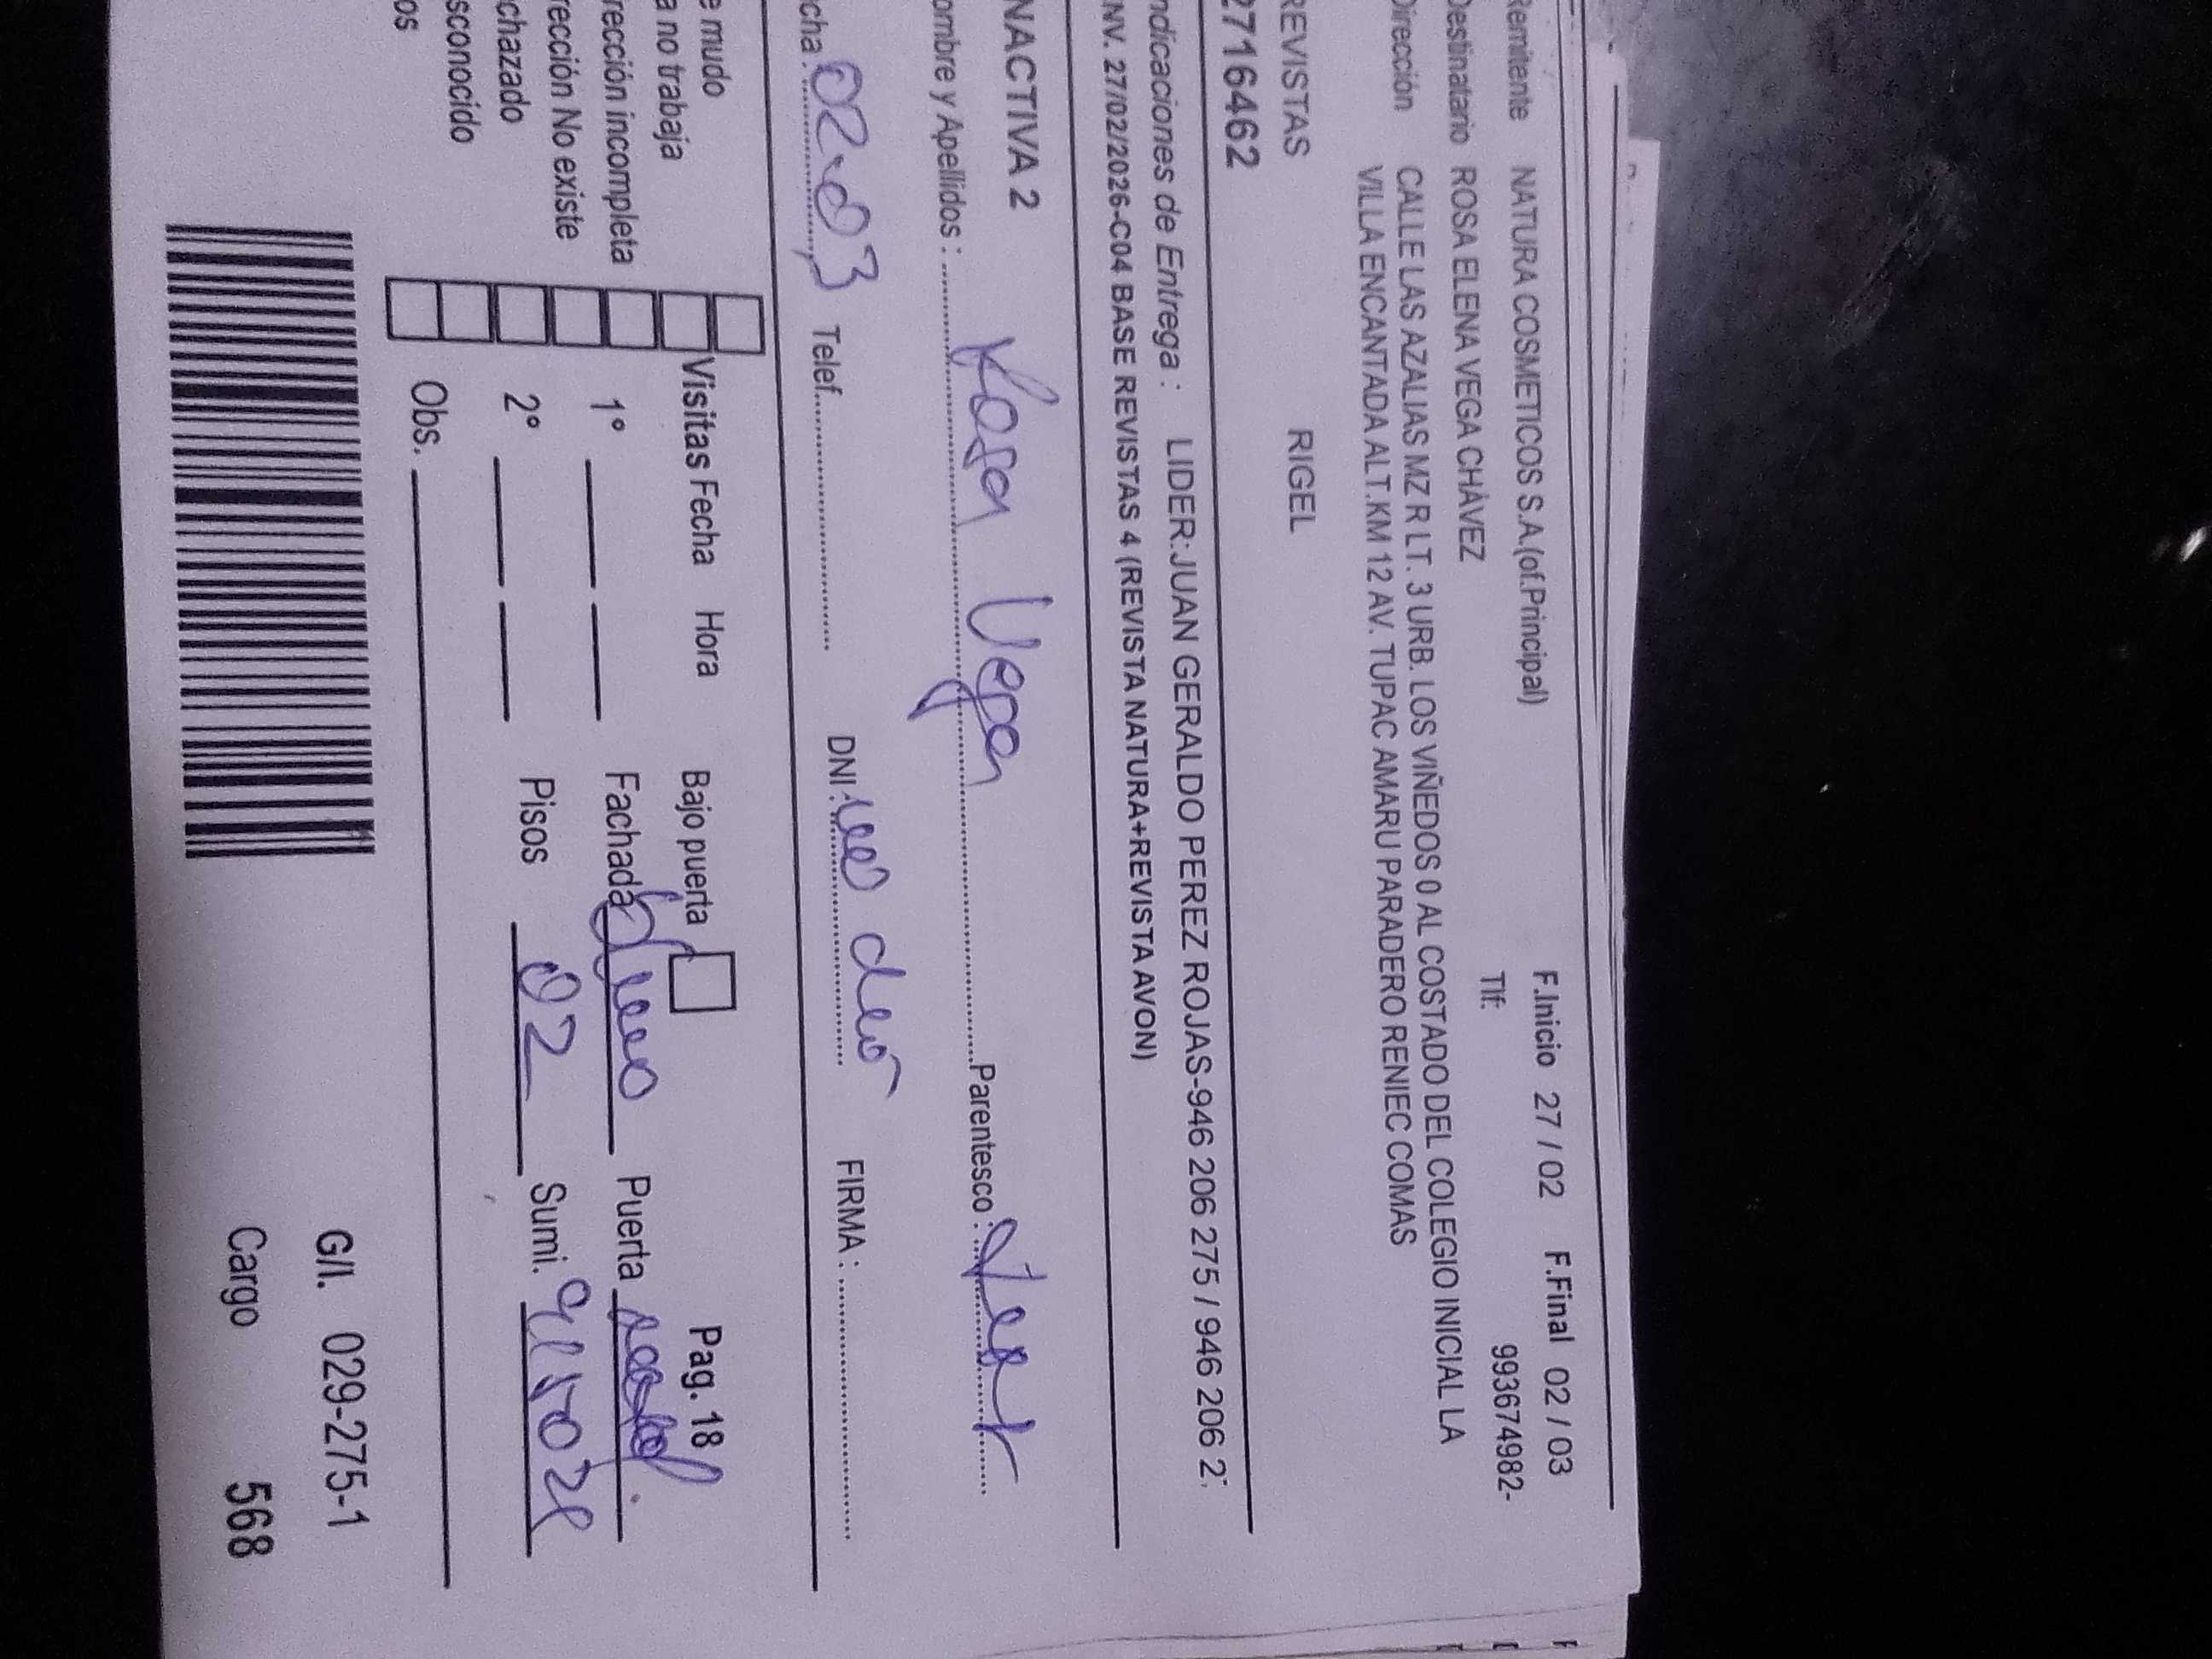 Remitente NATURA COSMETICOS S.A.(of.Principal) F.Inicio 27 / 02 F.Final 02 / 03
Destinatario ROSA ELENA VEGA CHÁVEZ Tlf: 993674982-
Dirección CALLE LAS AZALIAS MZ R LT. 3 URB. LOS VIÑEDOS 0 AL COSTADO DEL COLEGIO INICIAL LA
VILLA ENCANTADA ALT.KM 12 AV. TUPAC AMARU PARADERO RENIEC COMAS
REVISTAS RIGEL
2716462
ndicaciones de Entrega : LIDER:JUAN GERALDO PEREZ ROJAS-946 206 275 / 946 206 2
INV. 27/02/2026-C04 BASE REVISTAS 4 (REVISTA NATURA+REVISTA AVON)
NACTIVA 2
ombre y Apellidos : Rosa Vega Parentesco :
cha : 02-03 Telef. DNI: FIRMA :
e mudo
a no trabaja Visitas Fecha Hora Bajo puerta Pag. 18
rección incompleta 1° Fachada Puerta
rección No existe
chazado 2° Pisos 02 Sumi.
sconocido
os Obs.
G/I. 029-275-1
Cargo 568